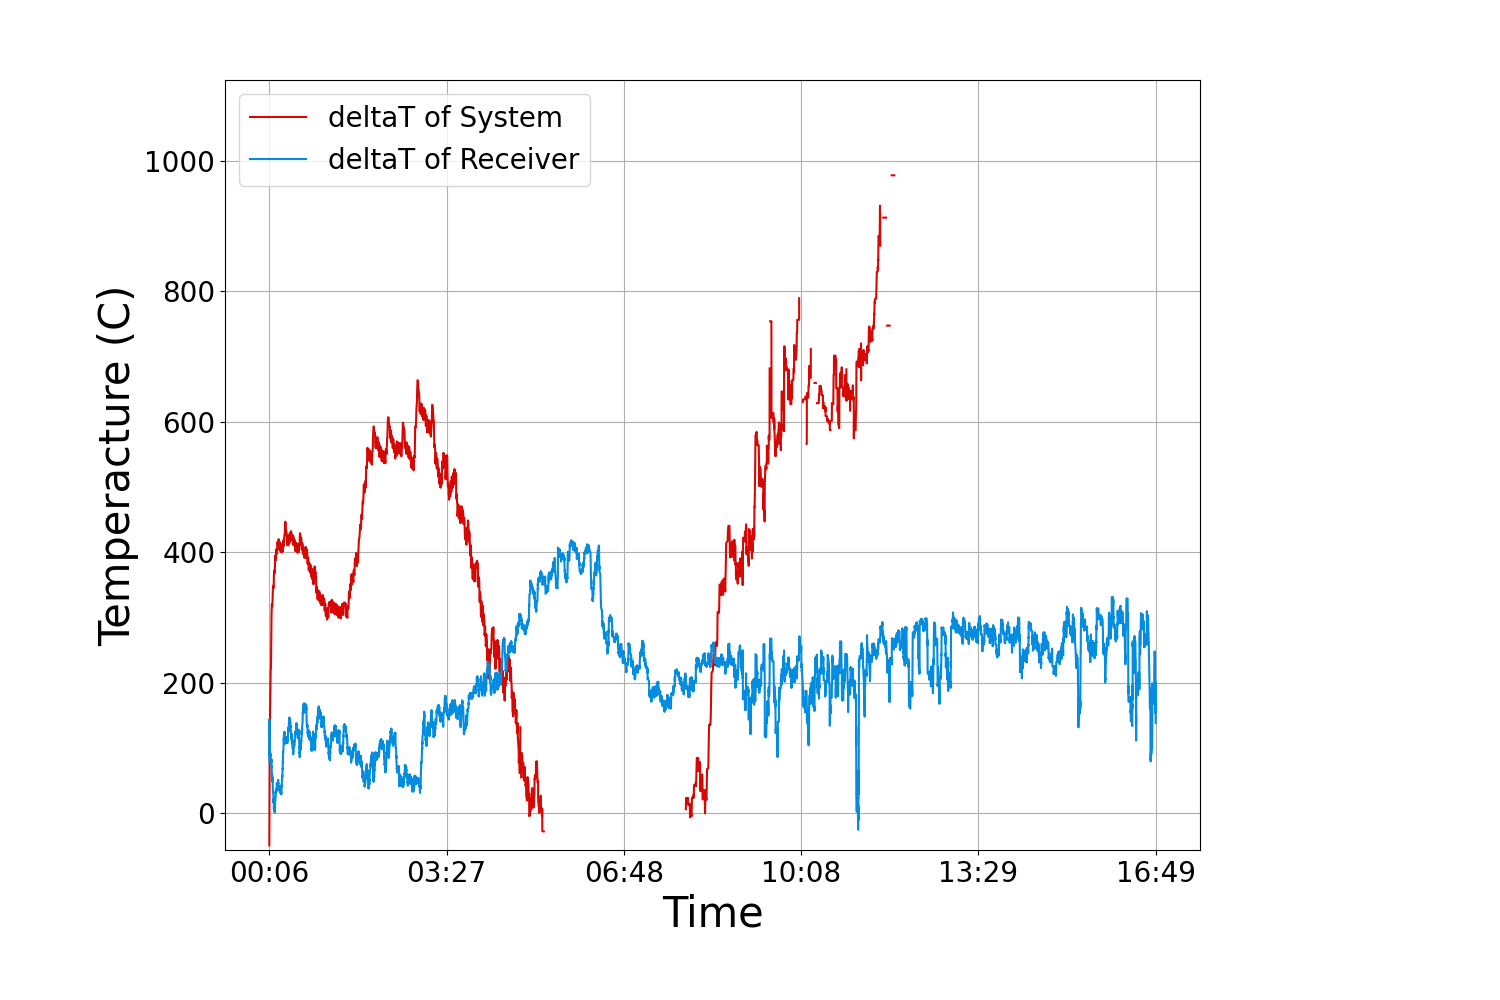 deltaT of System
deltaT of Receiver
1000
800
600
400
200
0
Temperacture (C)
00:06 03:27 06:48 10:08 13:29 16:49
Time